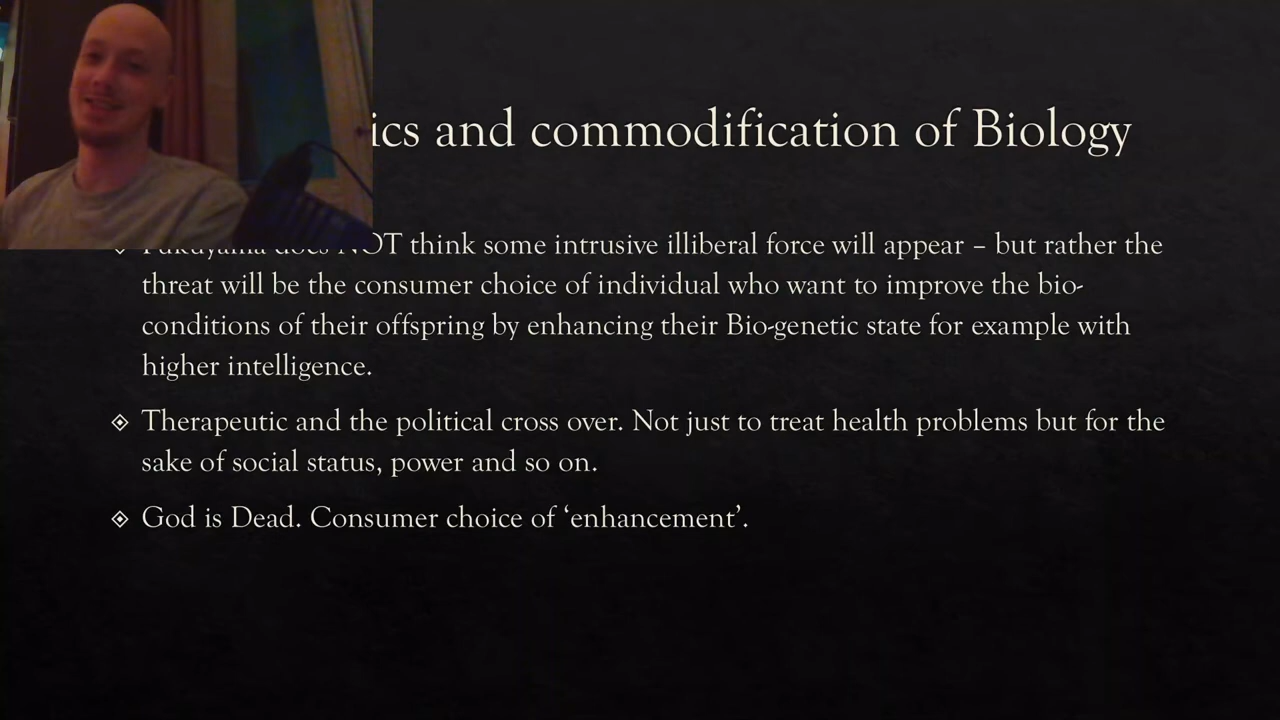 ics and commodification of Biology
Fukuyama does NOT think some intrusive illiberal force will appear – but rather the
threat will be the consumer choice of individual who want to improve the bio-
conditions of their offspring by enhancing their Bio-genetic state for example with
higher intelligence.
Therapeutic and the political cross over. Not just to treat health problems but for the
sake of social status, power and so on.
God is Dead. Consumer choice of ‘enhancement’.